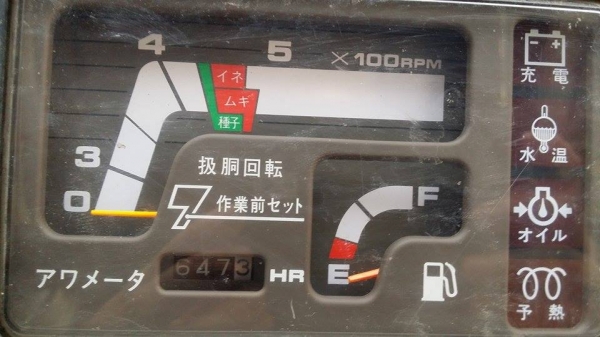 4 5 ×100RPM
イネ
ムギ
種子
3
0
扱胴回転
作業前セット
アワメータ 6473 HR
F
E
充電
水温
オイル
予熱